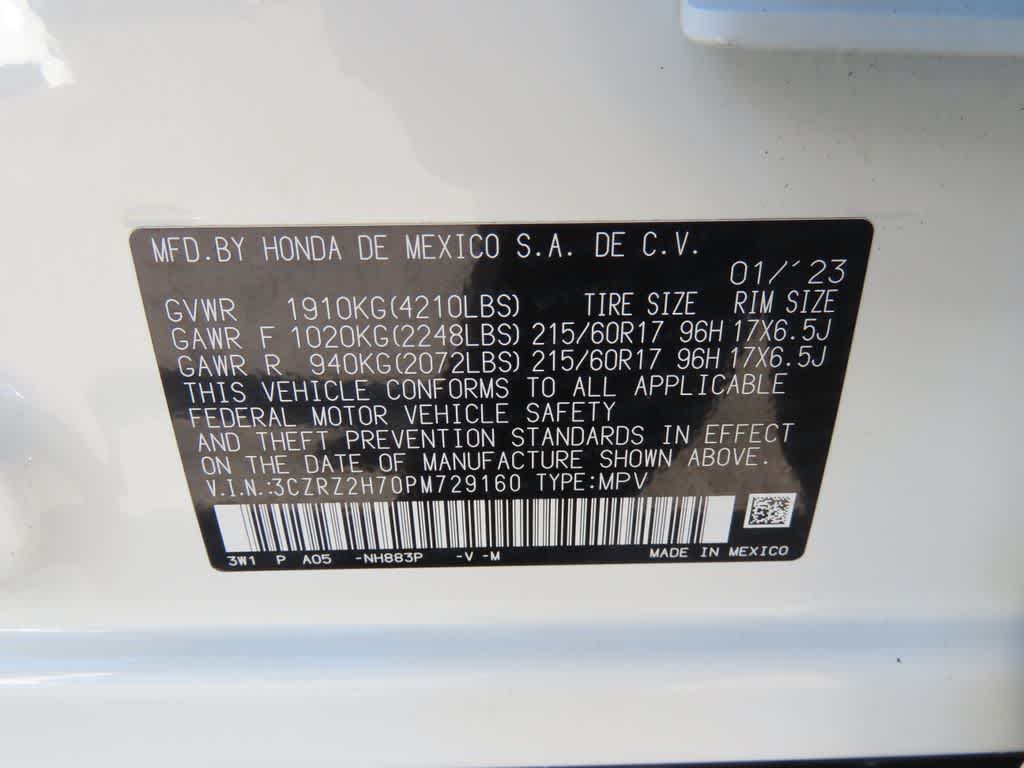 MFD.BY HONDA DE MEXICO S.A. DE C.V.
01/'23
GVWR 1910KG(4210LBS) TIRE SIZE RIM SIZE
GAWR F 1020KG(2248LBS) 215/60R17 96H 17X6.5J
GAWR R 940KG(2072LBS) 215/60R17 96H 17X6.5J
THIS VEHICLE CONFORMS TO ALL APPLICABLE
FEDERAL MOTOR VEHICLE SAFETY
AND THEFT PREVENTION STANDARDS IN EFFECT
ON THE DATE OF MANUFACTURE SHOWN ABOVE.
V.I.N.:3CZRZ2H70PM729160 TYPE:MPV
3W1 P A05 -NH883P -V -M MADE IN MEXICO